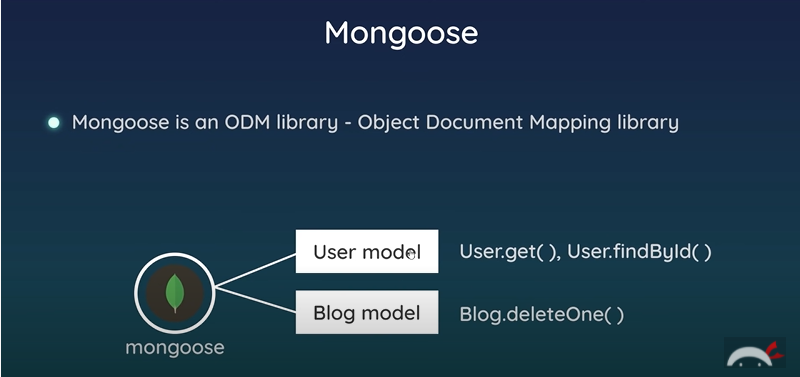 Mongoose
Mongoose is an ODM library - Object Document Mapping library
User model
User.get( ), User.findById( )
Blog model
Blog.deleteOne( )
mongoose